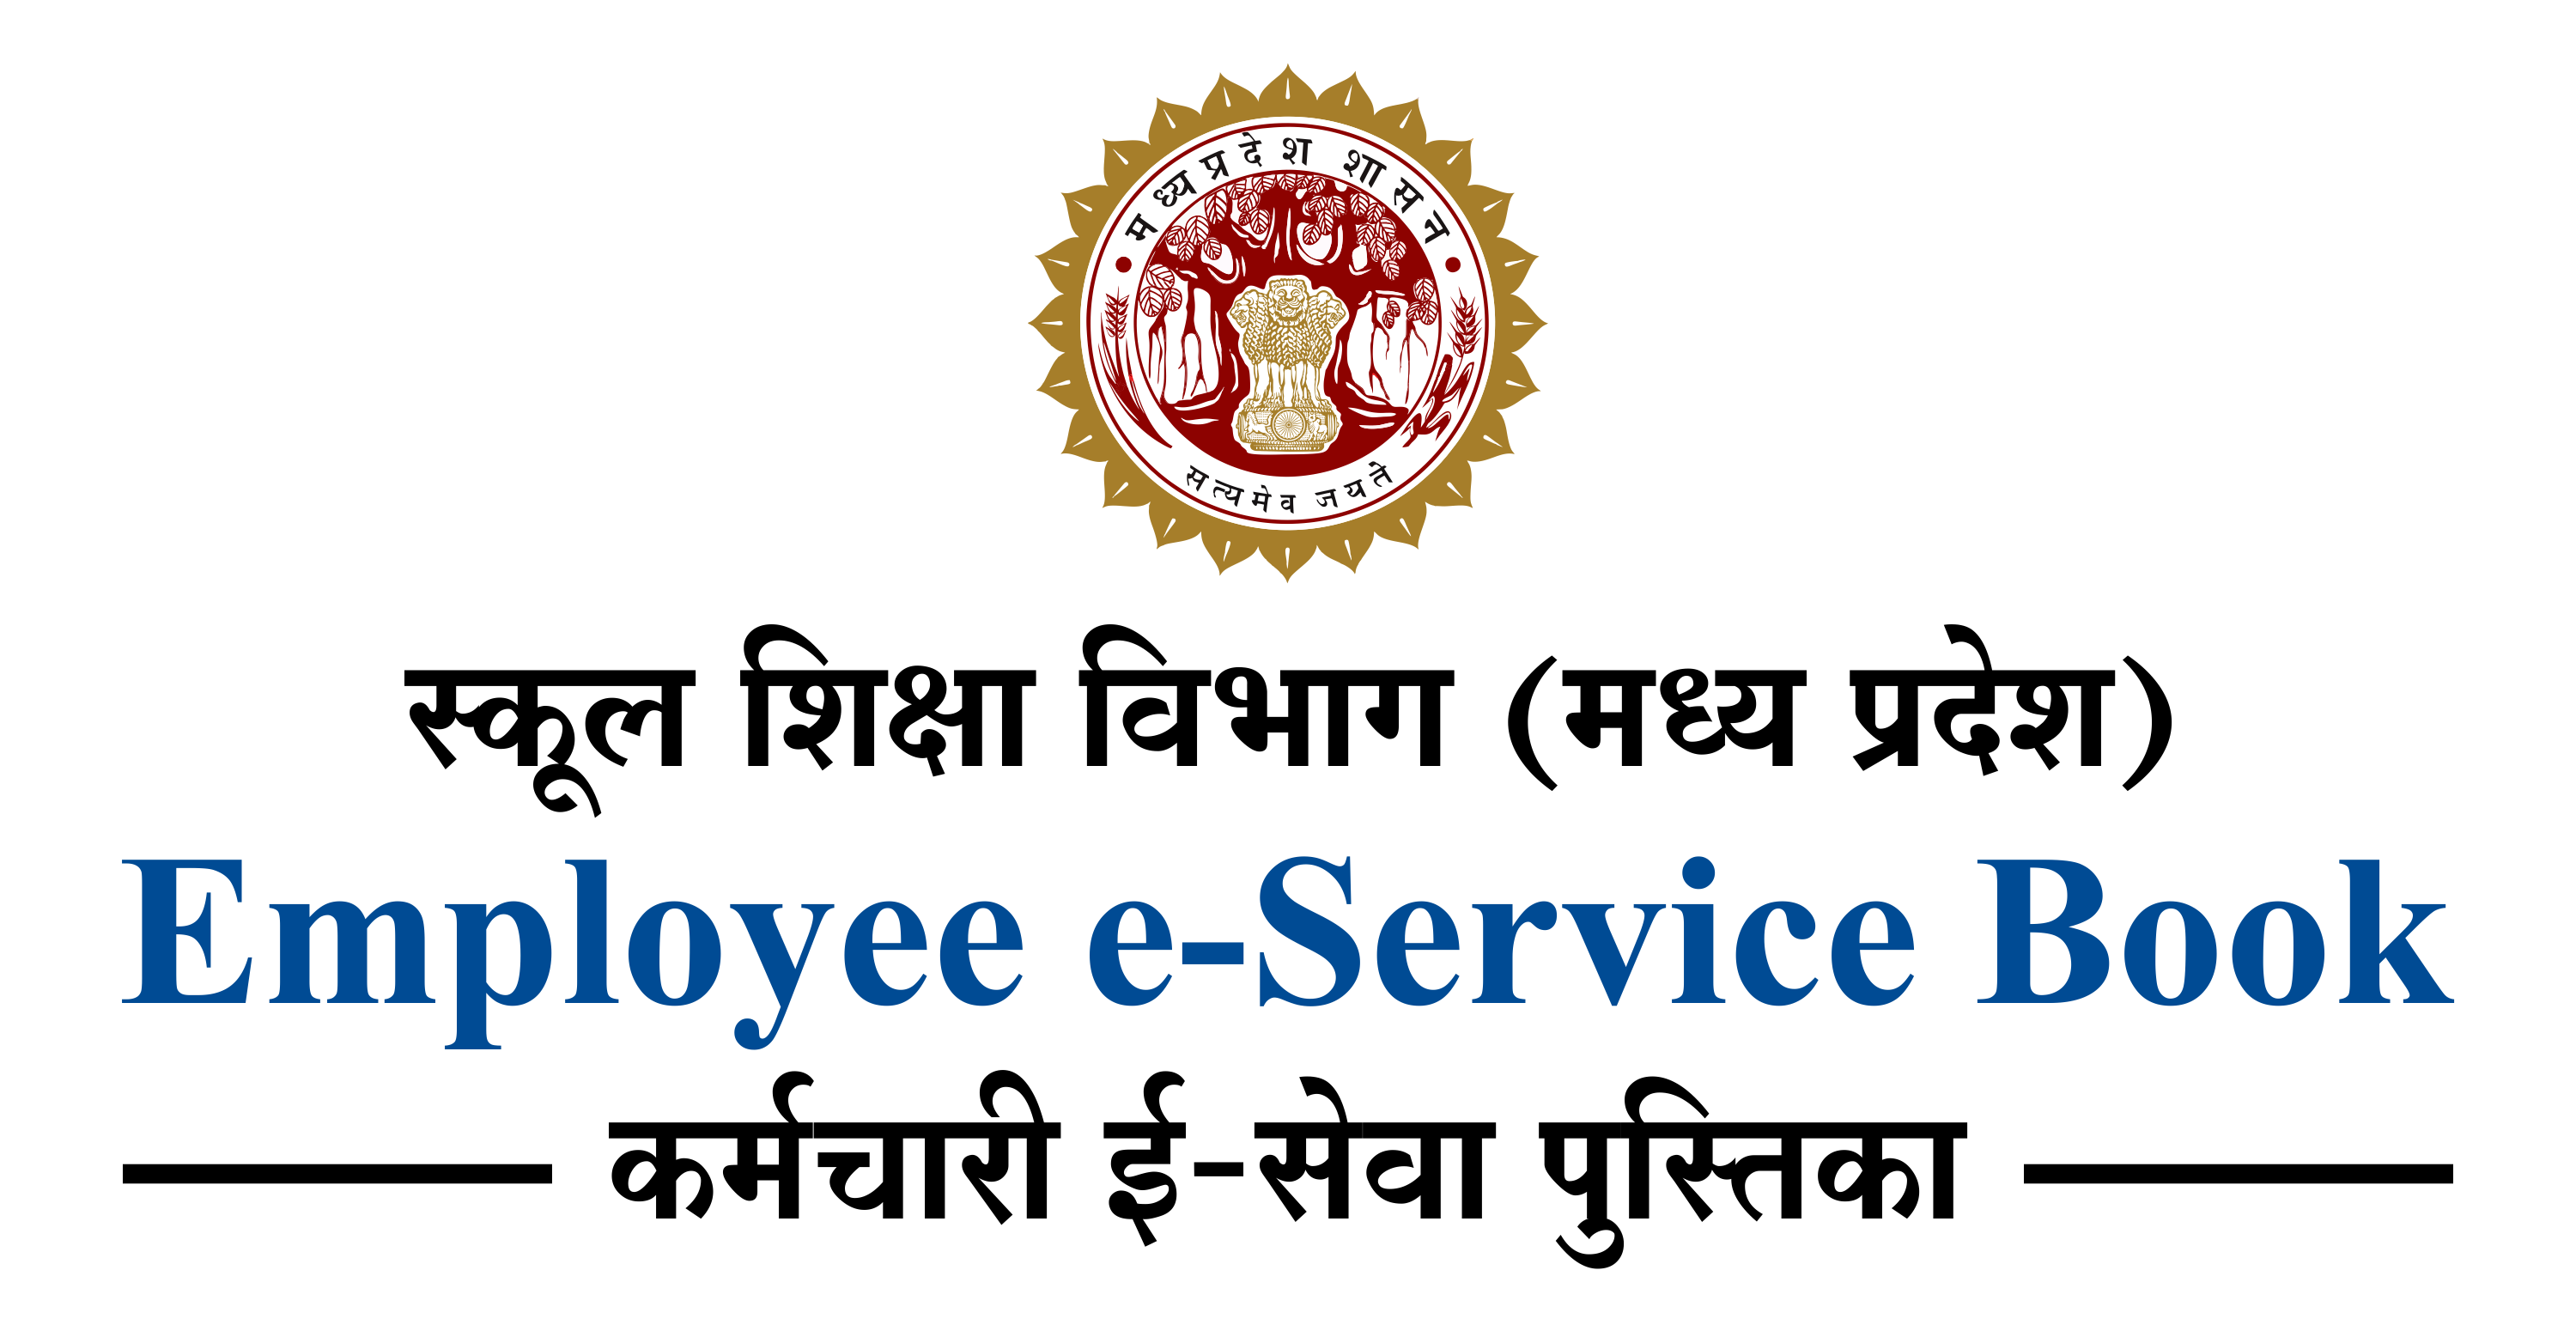 मध्यप्रदेश शासन
सत्यमेव जयते
स्कूल शिक्षा विभाग (मध्य प्रदेश)
Employee e-Service Book
कर्मचारी ई-सेवा पुस्तिका